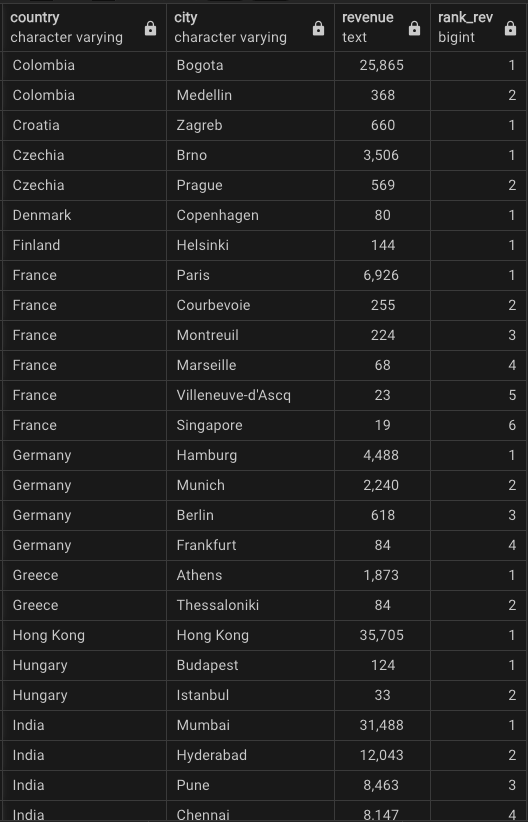 country city revenue rank_rev
character varying character varying text bigint
Colombia Bogota 25,865 1
Colombia Medellin 368 2
Croatia Zagreb 660 1
Czechia Brno 3,506 1
Czechia Prague 569 2
Denmark Copenhagen 80 1
Finland Helsinki 144 1
France Paris 6,926 1
France Courbevoie 255 2
France Montreuil 224 3
France Marseille 68 4
France Villeneuve-d'Ascq 23 5
France Singapore 19 6
Germany Hamburg 4,488 1
Germany Munich 2,240 2
Germany Berlin 618 3
Germany Frankfurt 84 4
Greece Athens 1,873 1
Greece Thessaloniki 84 2
Hong Kong Hong Kong 35,705 1
Hungary Budapest 124 1
Hungary Istanbul 33 2
India Mumbai 31,488 1
India Hyderabad 12,043 2
India Pune 8,463 3
India Chennai 8,147 4